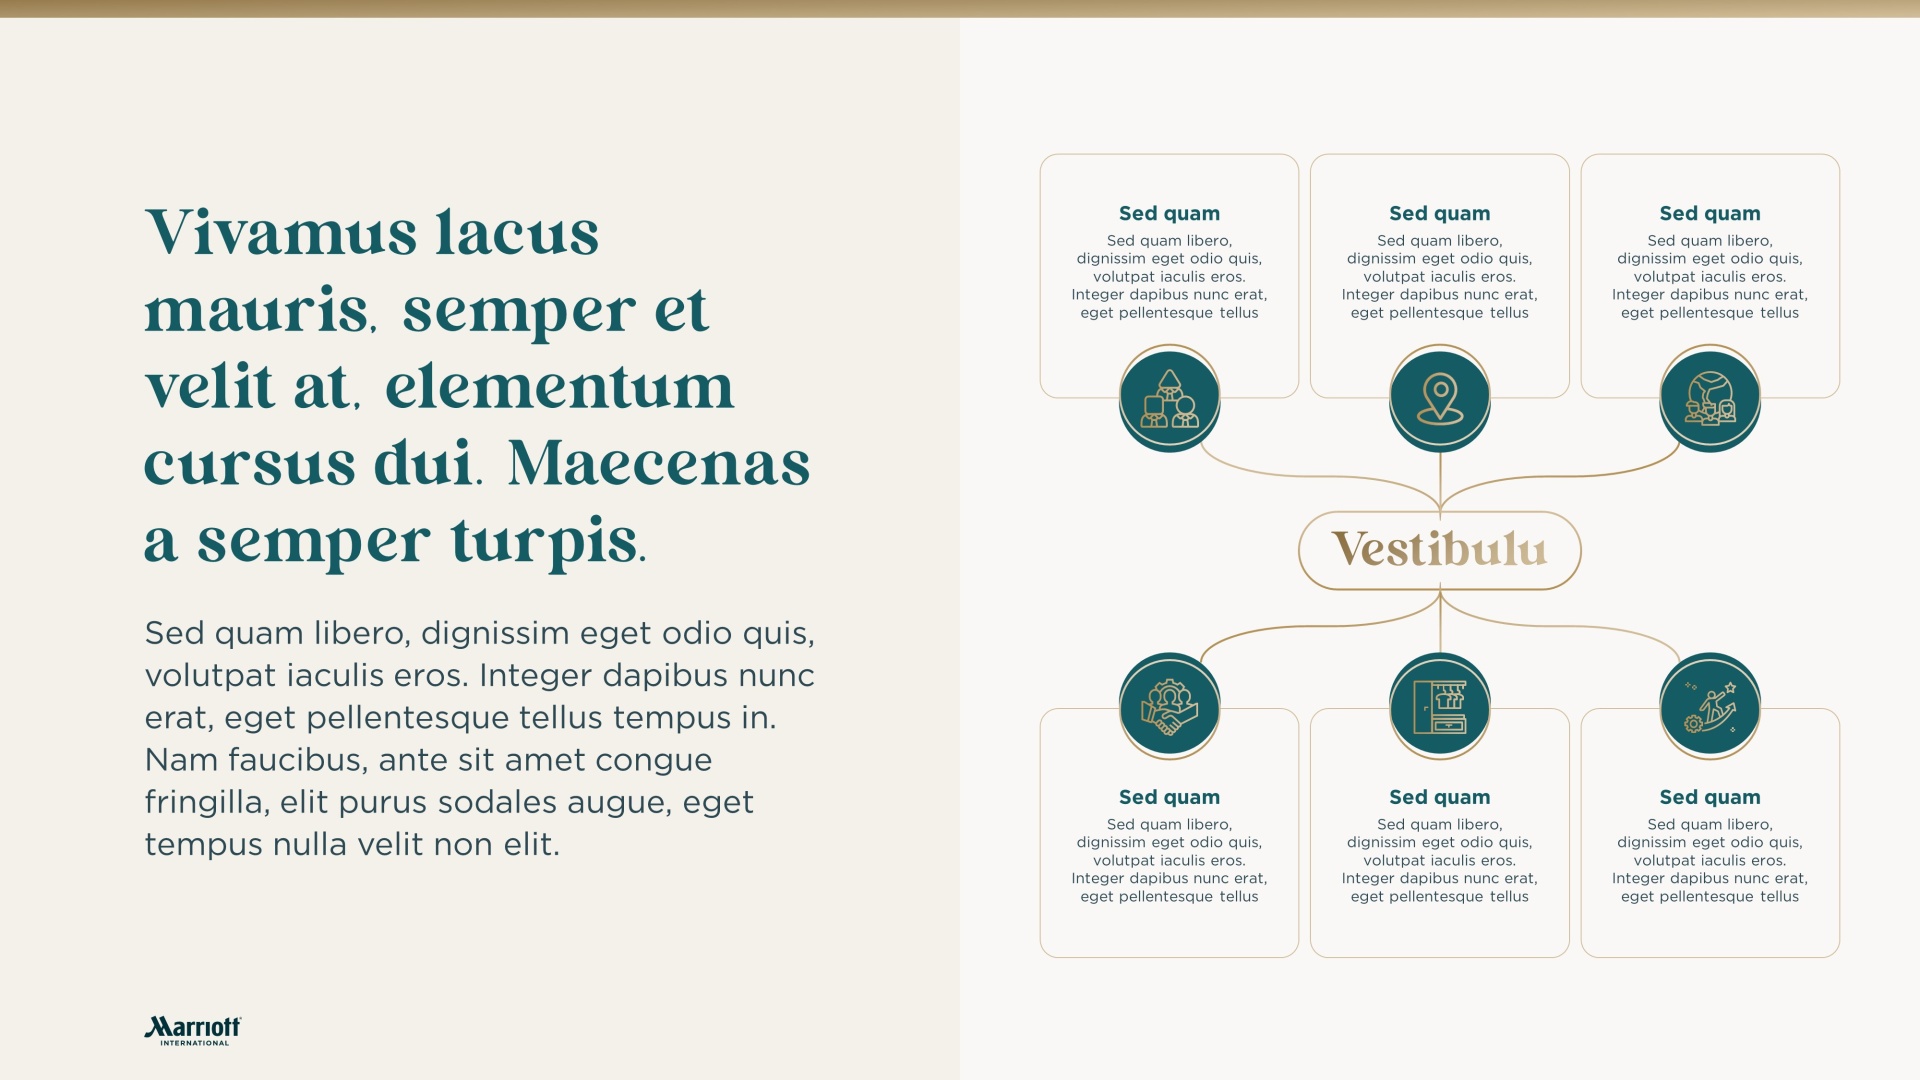 Vivamus lacus
mauris, semper et
velit at, elementum
cursus dui. Maecenas
a semper turpis.
Sed quam libero, dignissim eget odio quis,
volutpat iaculis eros. Integer dapibus nunc
erat, eget pellentesque tellus tempus in.
Nam faucibus, ante sit amet congue
fringilla, elit purus sodales augue, eget
tempus nulla velit non elit.
Marriott
INTERNATIONAL
Sed quam
Sed quam libero,
dignissim eget odio quis,
volutpat iaculis eros.
Integer dapibus nunc erat,
eget pellentesque tellus
Sed quam
Sed quam libero,
dignissim eget odio quis,
volutpat iaculis eros.
Integer dapibus nunc erat,
eget pellentesque tellus
Sed quam
Sed quam libero,
dignissim eget odio quis,
volutpat iaculis eros.
Integer dapibus nunc erat,
eget pellentesque tellus
Vestibulu
Sed quam
Sed quam libero,
dignissim eget odio quis,
volutpat iaculis eros.
Integer dapibus nunc erat,
eget pellentesque tellus
Sed quam
Sed quam libero,
dignissim eget odio quis,
volutpat iaculis eros.
Integer dapibus nunc erat,
eget pellentesque tellus
Sed quam
Sed quam libero,
dignissim eget odio quis,
volutpat iaculis eros.
Integer dapibus nunc erat,
eget pellentesque tellus